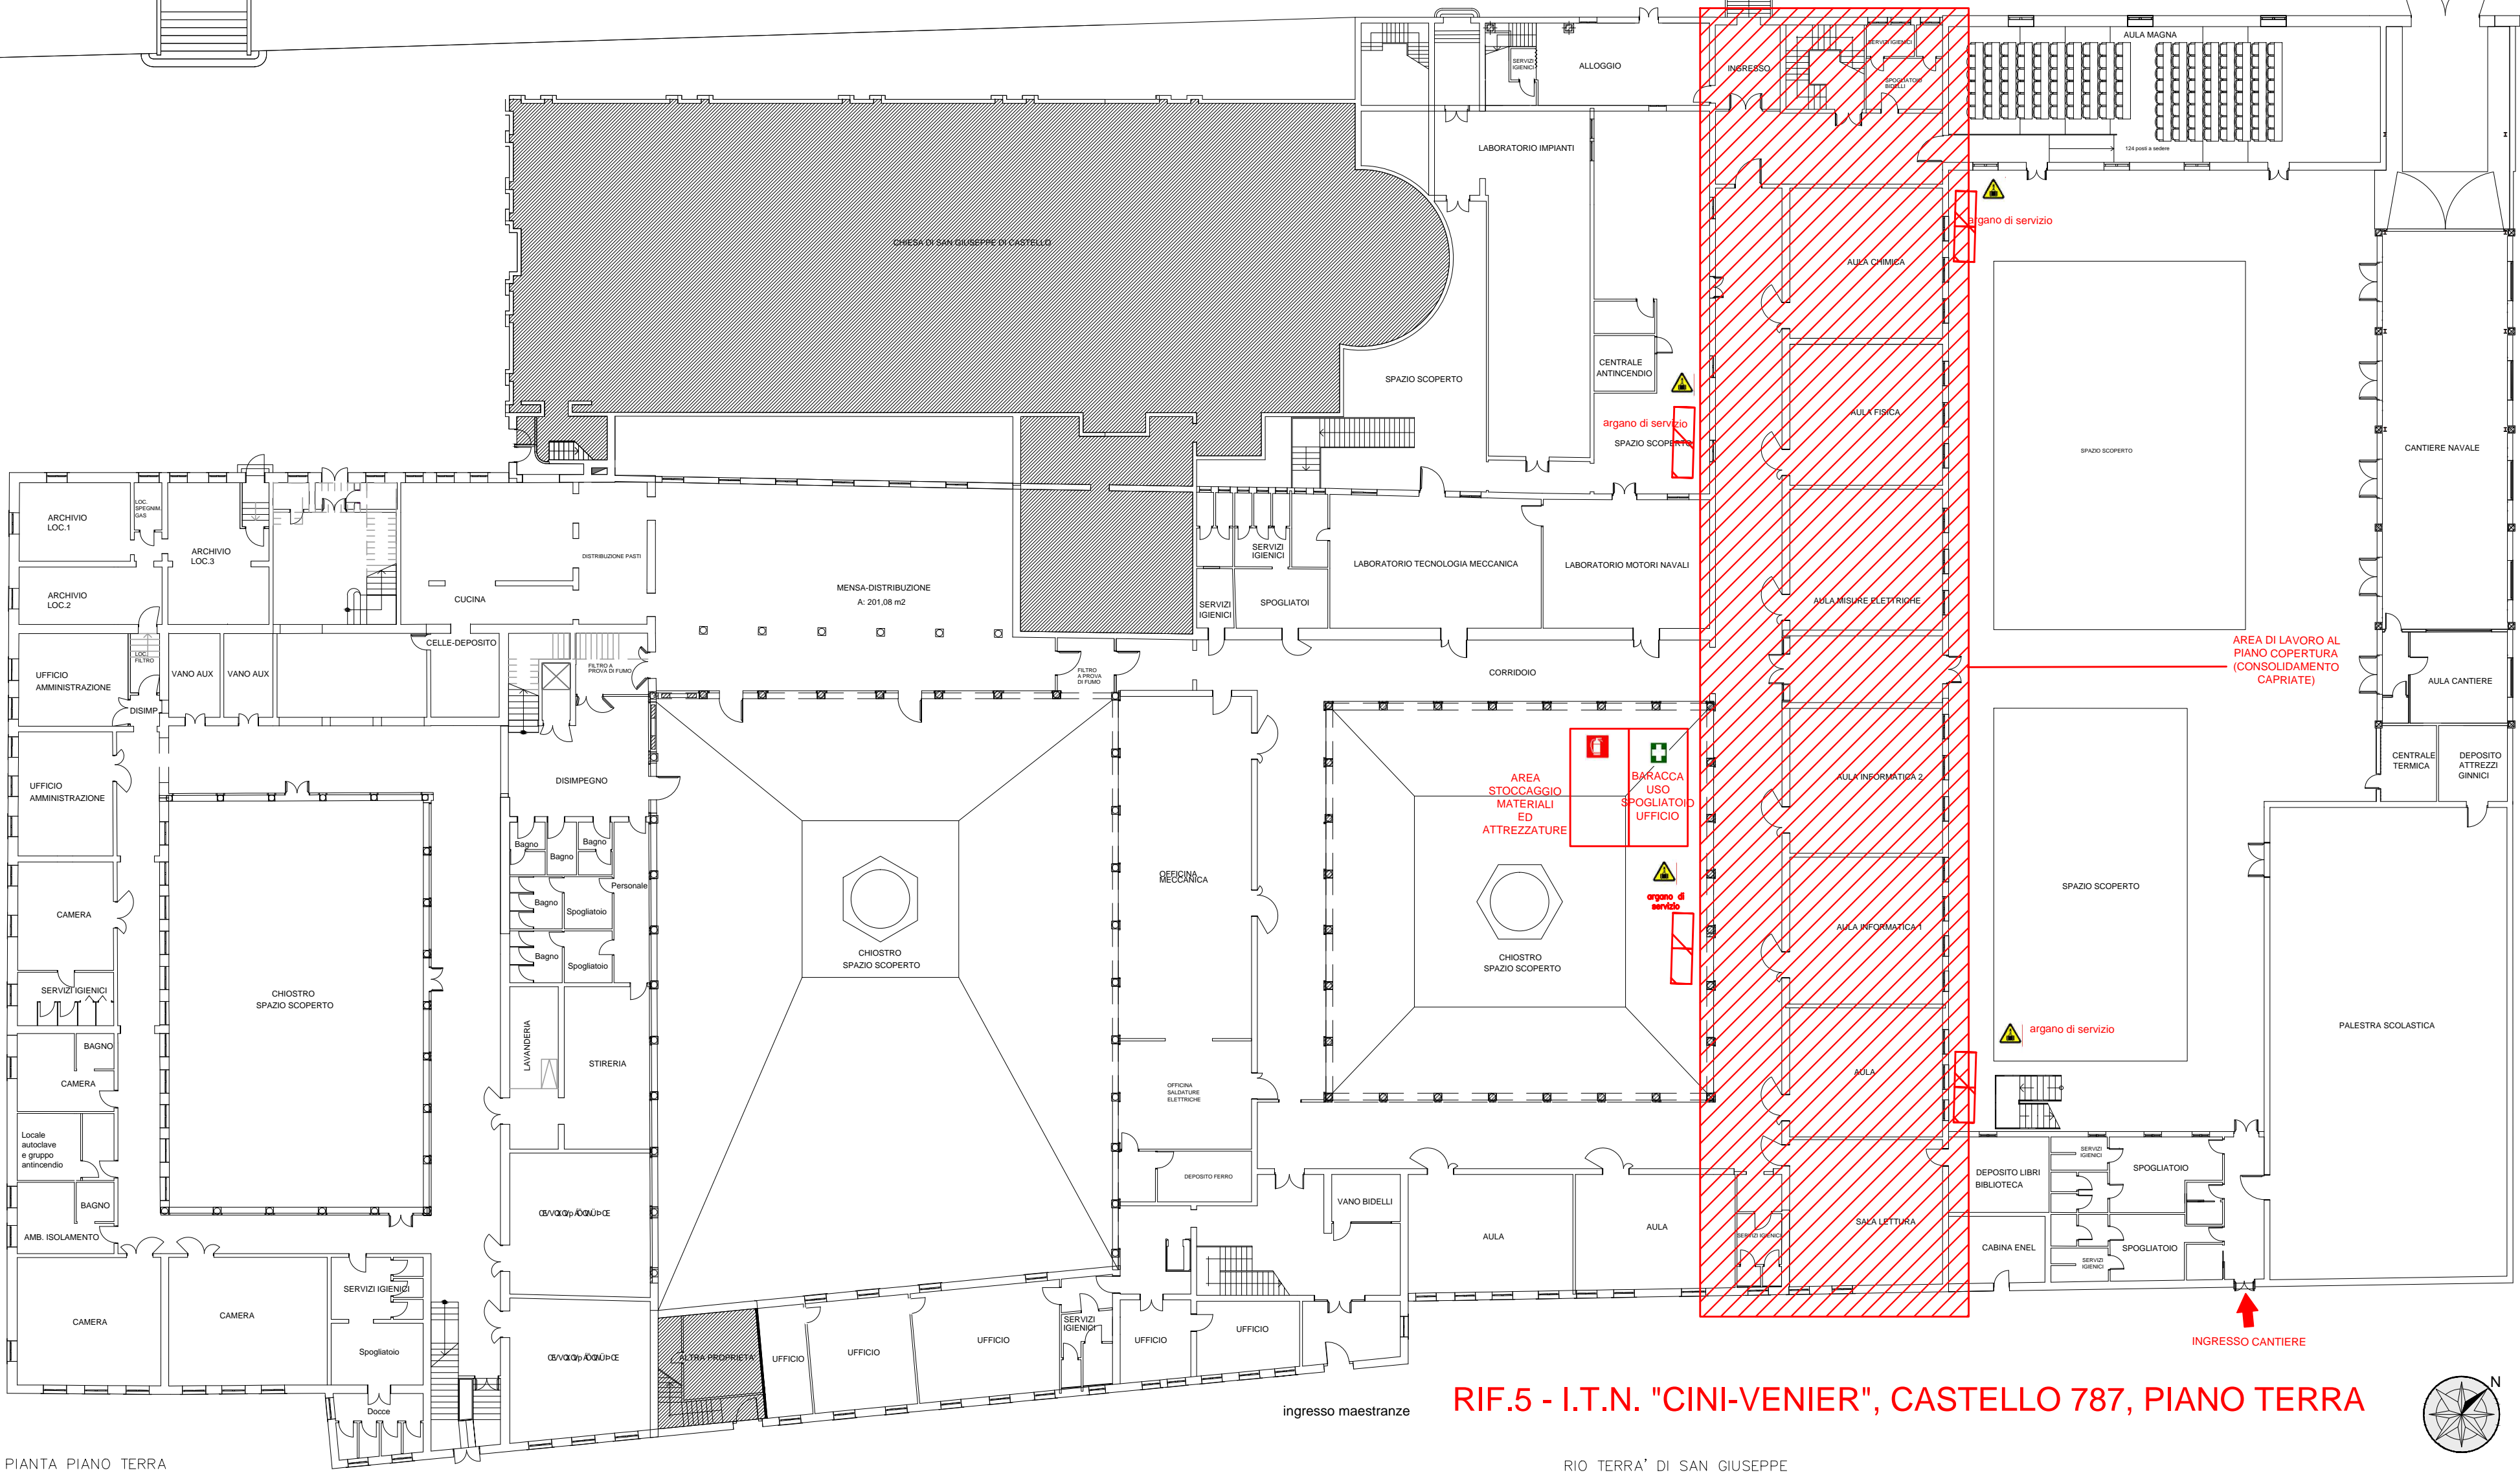 AULA MAGNA
124 posti a sedere
SERVIZI
IGIENICI
ALLOGGIO
INGRESSO
SERVIZI IGIENICI
SPOGLIATOIO
BIDELLI
LABORATORIO IMPIANTI
argano di servizio
CHIESA DI SAN GIUSEPPE DI CASTELLO
AULA CHIMICA
SPAZIO SCOPERTO
CENTRALE
ANTINCENDIO
argano di servizio
SPAZIO SCOPERTO
AULA FISICA
SPAZIO SCOPERTO
CANTIERE NAVALE
ARCHIVIO
LOC.1
LOC.
SPEGNIM.
GAS
ARCHIVIO
LOC.3
ARCHIVIO
LOC.2
CUCINA
DISTRIBUZIONE PASTI
MENSA-DISTRIBUZIONE
A: 201,08 m2
SERVIZI
IGIENICI
SERVIZI
IGIENICI
SPOGLIATOI
LABORATORIO TECNOLOGIA MECCANICA
LABORATORIO MOTORI NAVALI
AULA MISURE ELETTRICHE
AREA DI LAVORO AL
PIANO COPERTURA
(CONSOLIDAMENTO
CAPRIATE)
UFFICIO
AMMINISTRAZIONE
LOC.
FILTRO
DISIMP.
VANO AUX
VANO AUX
CELLE-DEPOSITO
FILTRO A
PROVA DI FUMO
FILTRO
A PROVA
DI FUMO
CORRIDOIO
AULA CANTIERE
CENTRALE
TERMICA
DEPOSITO
ATTREZZI
GINNICI
UFFICIO
AMMINISTRAZIONE
DISIMPEGNO
AREA
STOCCAGGIO
MATERIALI
ED
ATTREZZATURE
BARACCA
USO
SPOGLIATOIO
UFFICIO
AULA INFORMATICA 2
Bagno
Bagno
Bagno
Personale
Bagno
Spogliatoio
Bagno
Spogliatoio
OFFICINA
MECCANICA
argano di
servizio
SPAZIO SCOPERTO
AULA INFORMATICA 1
CAMERA
SERVIZI IGIENICI
CHIOSTRO
SPAZIO SCOPERTO
CHIOSTRO
SPAZIO SCOPERTO
CHIOSTRO
SPAZIO SCOPERTO
argano di servizio
PALESTRA SCOLASTICA
BAGNO
CAMERA
LAVANDERIA
STIRERIA
OFFICINA
SALDATURE
ELETTRICHE
AULA
Locale
autoclave
e gruppo
antincendio
DEPOSITO FERRO
VANO BIDELLI
DEPOSITO LIBRI
BIBLIOTECA
SERVIZI
IGIENICI
SPOGLIATOIO
BAGNO
AMB. ISOLAMENTO
AULA
AULA
SERVIZI IGIENICI
SALA LETTURA
CABINA ENEL
SERVIZI
IGIENICI
SPOGLIATOIO
CAMERA
CAMERA
SERVIZI IGIENICI
Spogliatoio
Docce
ALTRA PROPRIETA'
UFFICIO
UFFICIO
UFFICIO
SERVIZI
IGIENICI
UFFICIO
UFFICIO
INGRESSO CANTIERE
ingresso maestranze
RIF.5 - I.T.N. "CINI-VENIER", CASTELLO 787, PIANO TERRA
N
PIANTA PIANO TERRA
RIO TERRA' DI SAN GIUSEPPE